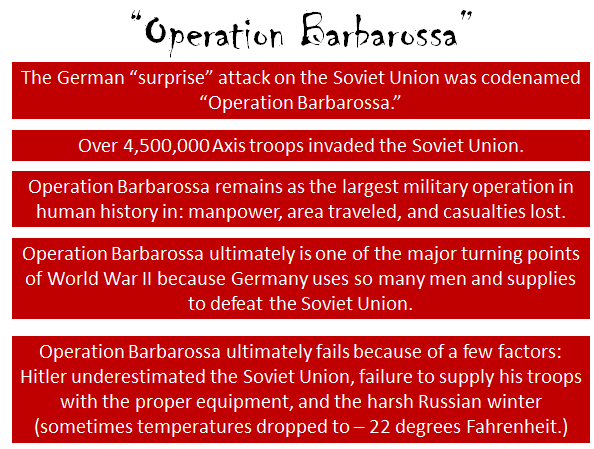 “Operation Barbarossa”
The German “surprise” attack on the Soviet Union was codenamed
“Operation Barbarossa.”
Over 4,500,000 Axis troops invaded the Soviet Union.
Operation Barbarossa remains as the largest military operation in
human history in: manpower, area traveled, and casualties lost.
Operation Barbarossa ultimately is one of the major turning points
of World War II because Germany uses so many men and supplies
to defeat the Soviet Union.
Operation Barbarossa ultimately fails because of a few factors:
Hitler underestimated the Soviet Union, failure to supply his troops
with the proper equipment, and the harsh Russian winter
(sometimes temperatures dropped to – 22 degrees Fahrenheit.)